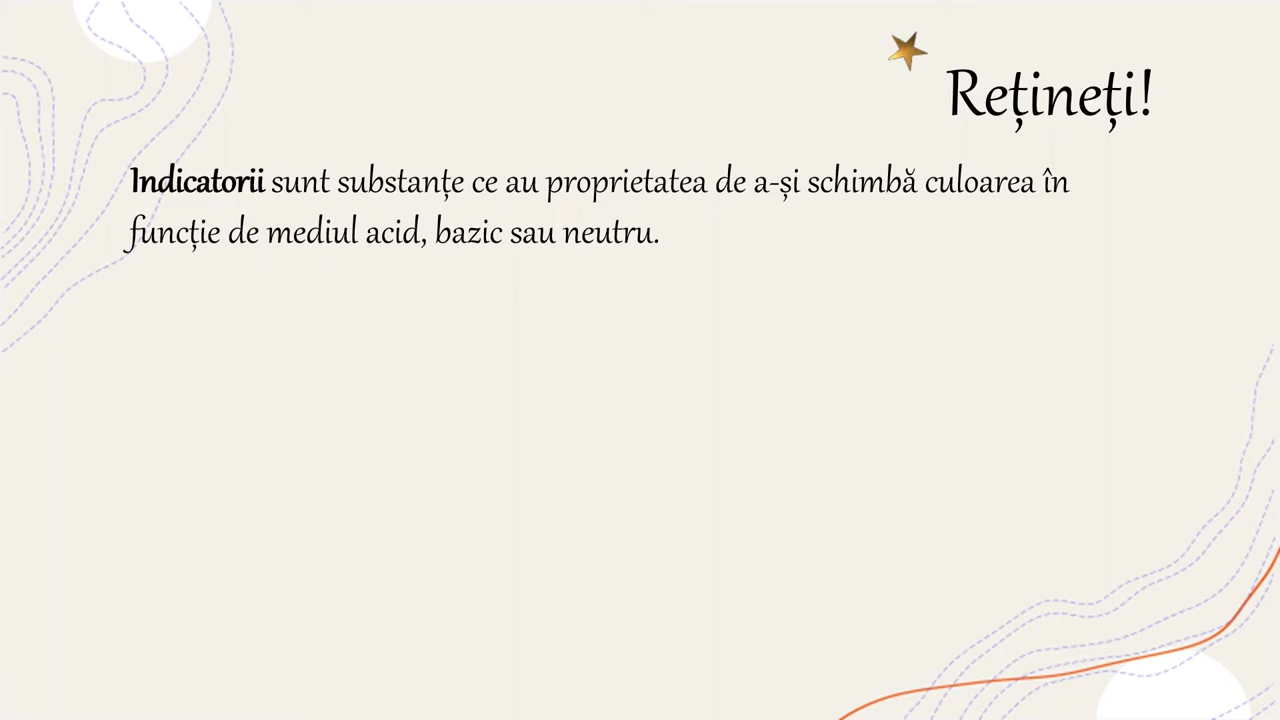 Rețineți!
Indicatorii sunt substanțe ce au proprietatea de a-și schimbă culoarea în
funcție de mediul acid, bazic sau neutru.